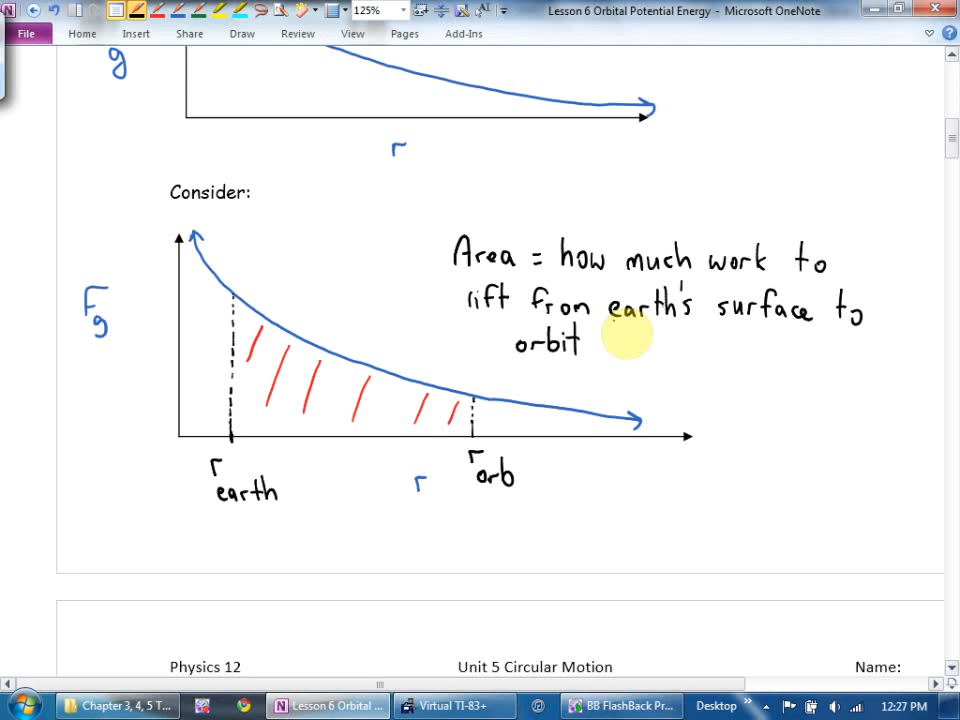 125%
Lesson 6 Orbital Potential Energy - Microsoft OneNote
File Home Insert Share Draw Review View Pages Add-Ins
g
r
Consider:
Fg
Area = how much work to
lift from earth's surface to
orbit
r earth
r
r orb
Physics 12 Unit 5 Circular Motion Name:
Chapter 3, 4, 5 T... Lesson 6 Orbital ... Virtual TI-83+ BB FlashBack Pr... Desktop » 12:27 PM